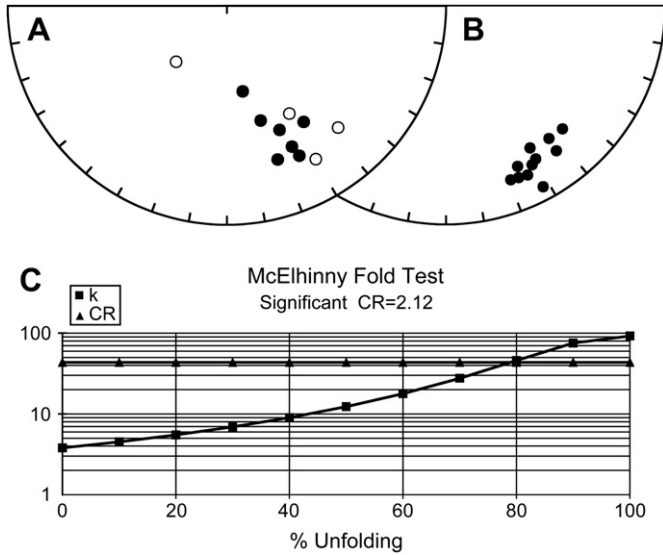 A
B
C
McElhinny Fold Test
Significant CR=2.12
k
CR
100
10
1
0
20
40
60
80
100
% Unfolding